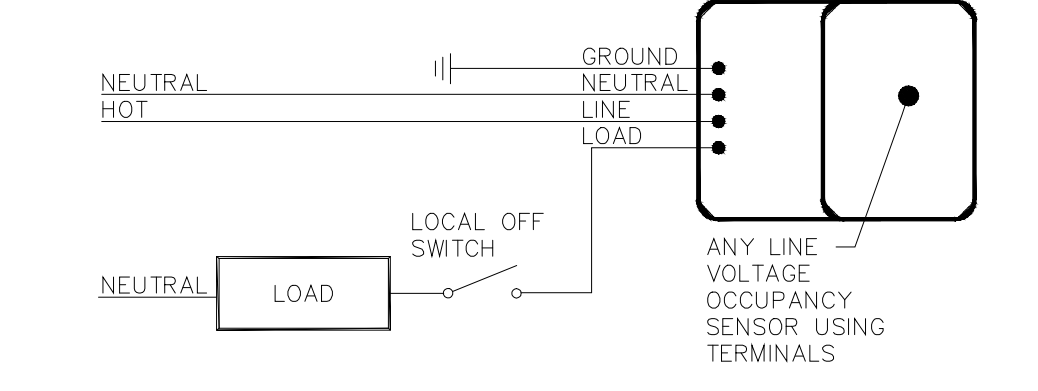 GROUND
NEUTRAL NEUTRAL
HOT LINE
LOAD
LOCAL OFF
SWITCH
NEUTRAL LOAD
ANY LINE
VOLTAGE
OCCUPANCY
SENSOR USING
TERMINALS